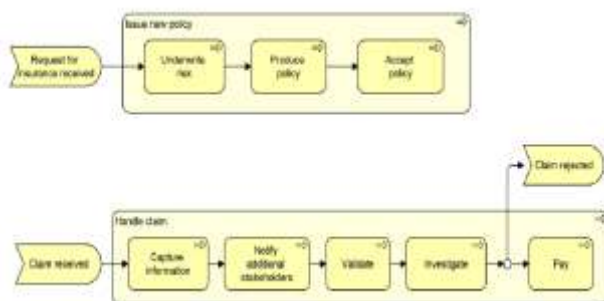 Issue new policy
Request for
insurance received
Underwrite
risk
Produce
policy
Accept
policy
Claim rejected
Handle claim
Claim received
Capture
information
Notify
additional
stakeholders
Validate
Investigate
Pay